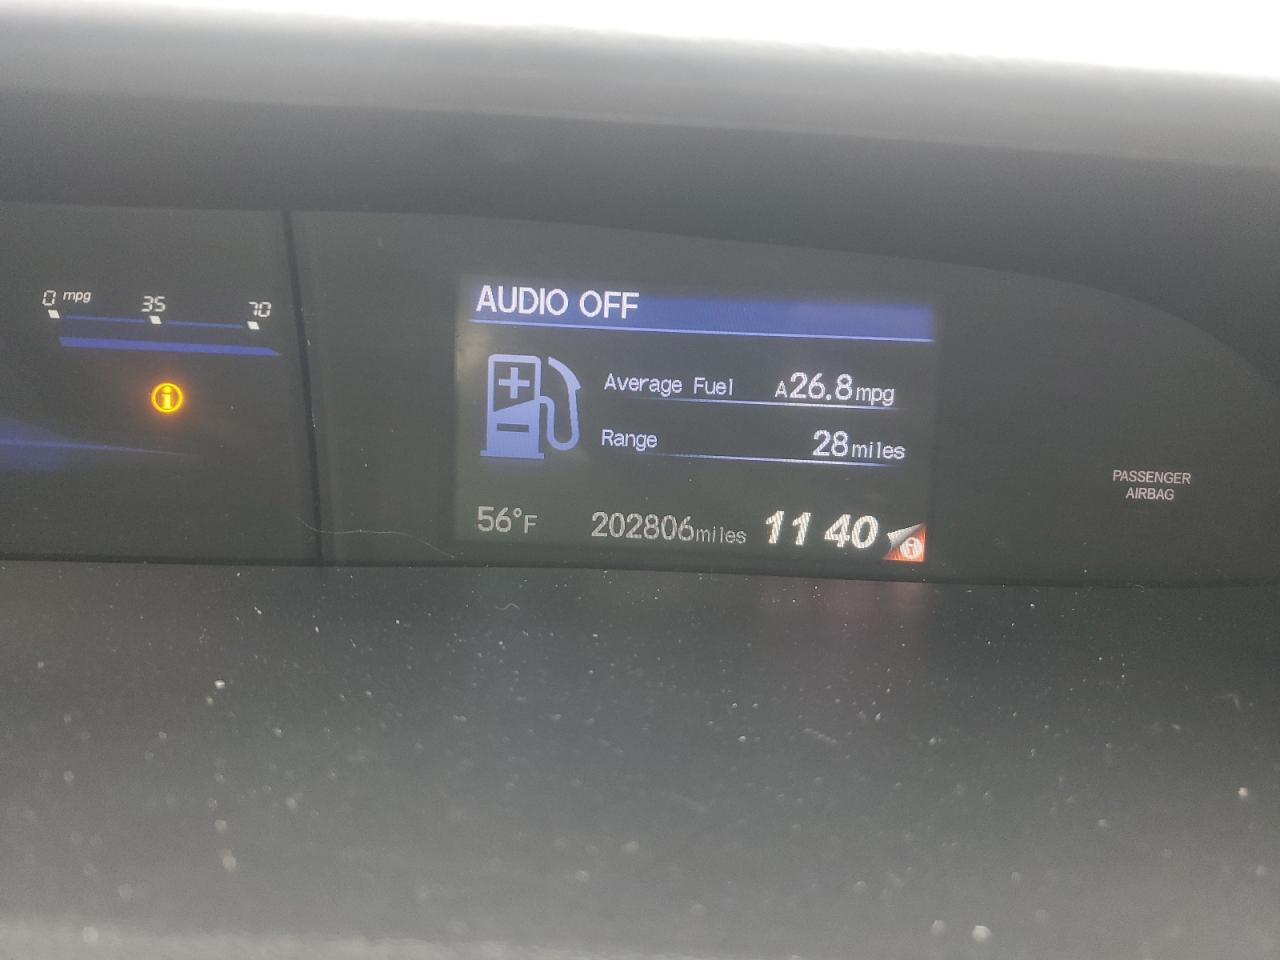 0 mpg 35 70
AUDIO OFF
Average Fuel A26.8mpg
Range 28miles
56°F 202806miles 11 40
PASSENGER
AIRBAG